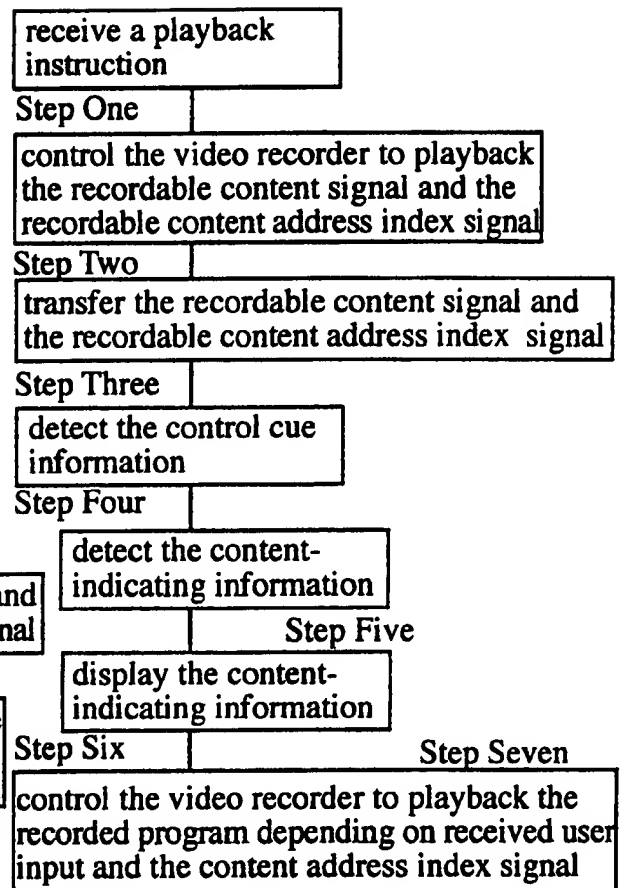 receive a playback
instruction
Step One
control the video recorder to playback
the recordable content signal and the
recordable content address index signal
Step Two
transfer the recordable content signal and
the recordable content address index signal
Step Three
detect the control cue
information
Step Four
detect the content-
indicating information
and
nal
Step Five
display the content-
indicating information
Step Six
Step Seven
control the video recorder to playback the
recorded program depending on received user
input and the content address index signal